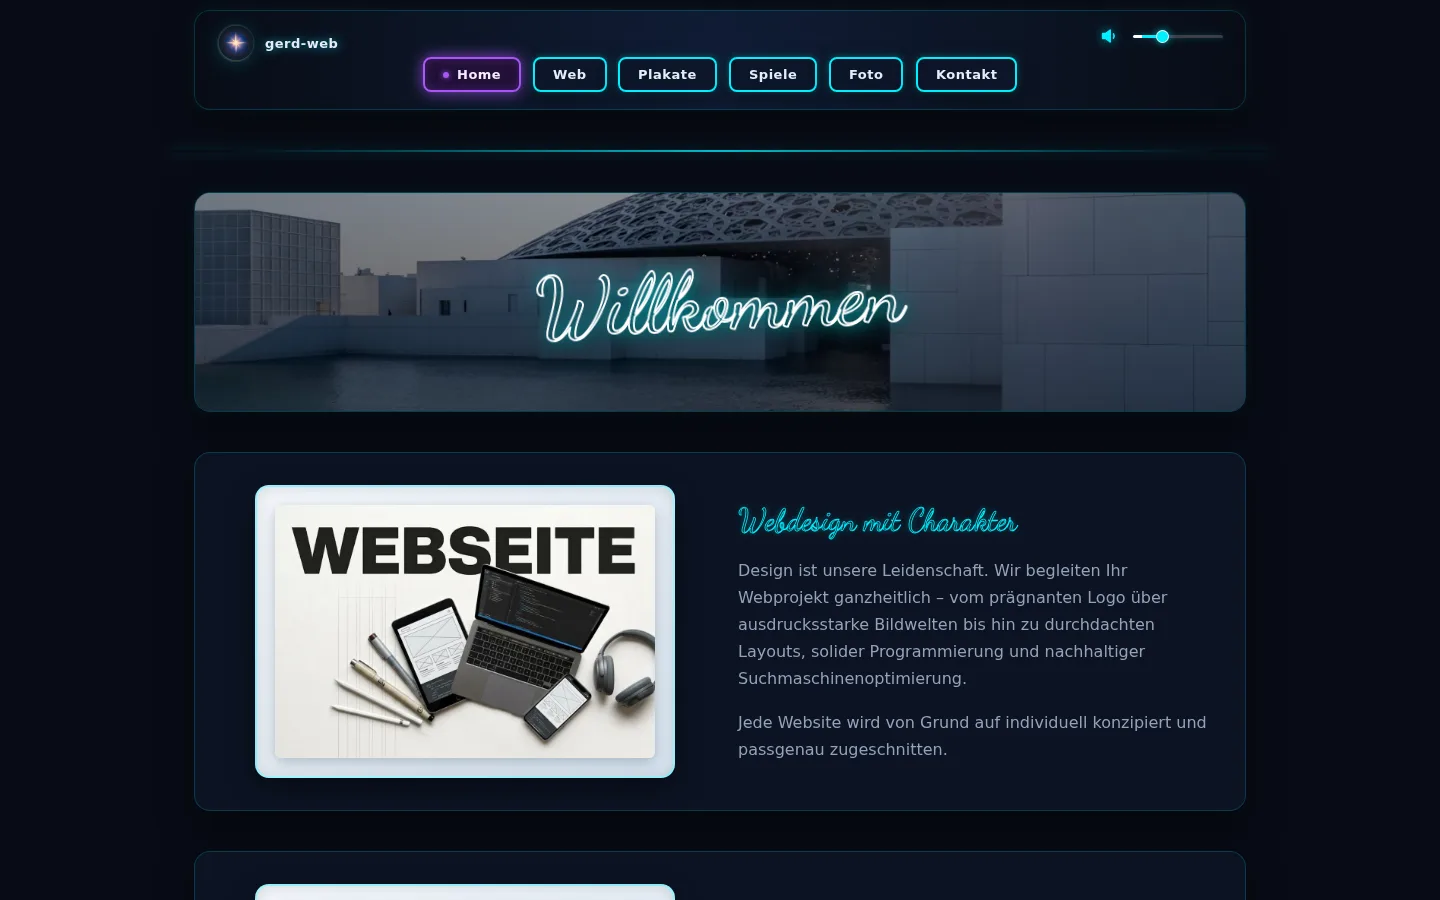 gerd-web
Home
Web
Plakate
Spiele
Foto
Kontakt
Willkommen
WEBSEITE
Webdesign mit Charakter
Design ist unsere Leidenschaft. Wir begleiten Ihr
Webprojekt ganzheitlich – vom prägnanten Logo über
ausdrucksstarke Bildwelten bis hin zu durchdachten
Layouts, solider Programmierung und nachhaltiger
Suchmaschinenoptimierung.
Jede Website wird von Grund auf individuell konzipiert und
passgenau zugeschnitten.